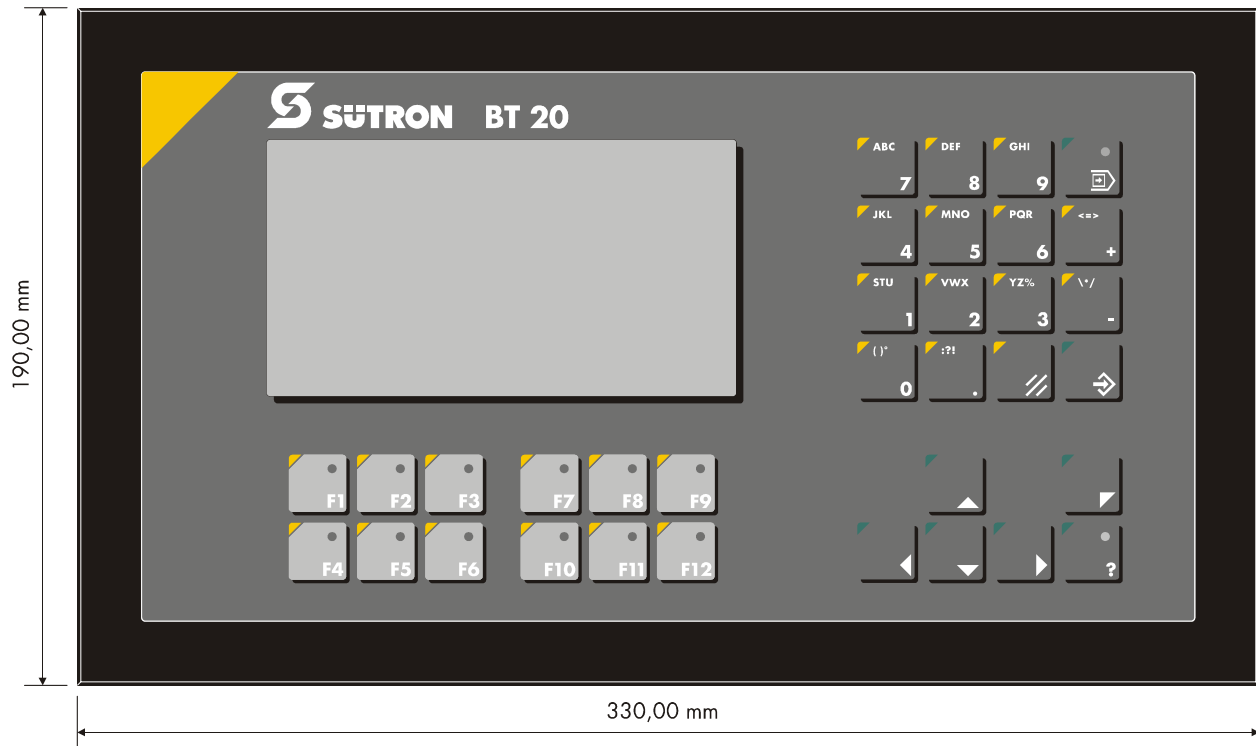 SÜTRON BT 20
ABC DEF GHI
7 8 9
JKL MNO PQR <=>
4 5 6 +
STU VWX YZ% \*/
1 2 3 -
( )° :?!
0 .
F1 F2 F3 F7 F8 F9
F4 F5 F6 F10 F11 F12 ?
190,00 mm
330,00 mm